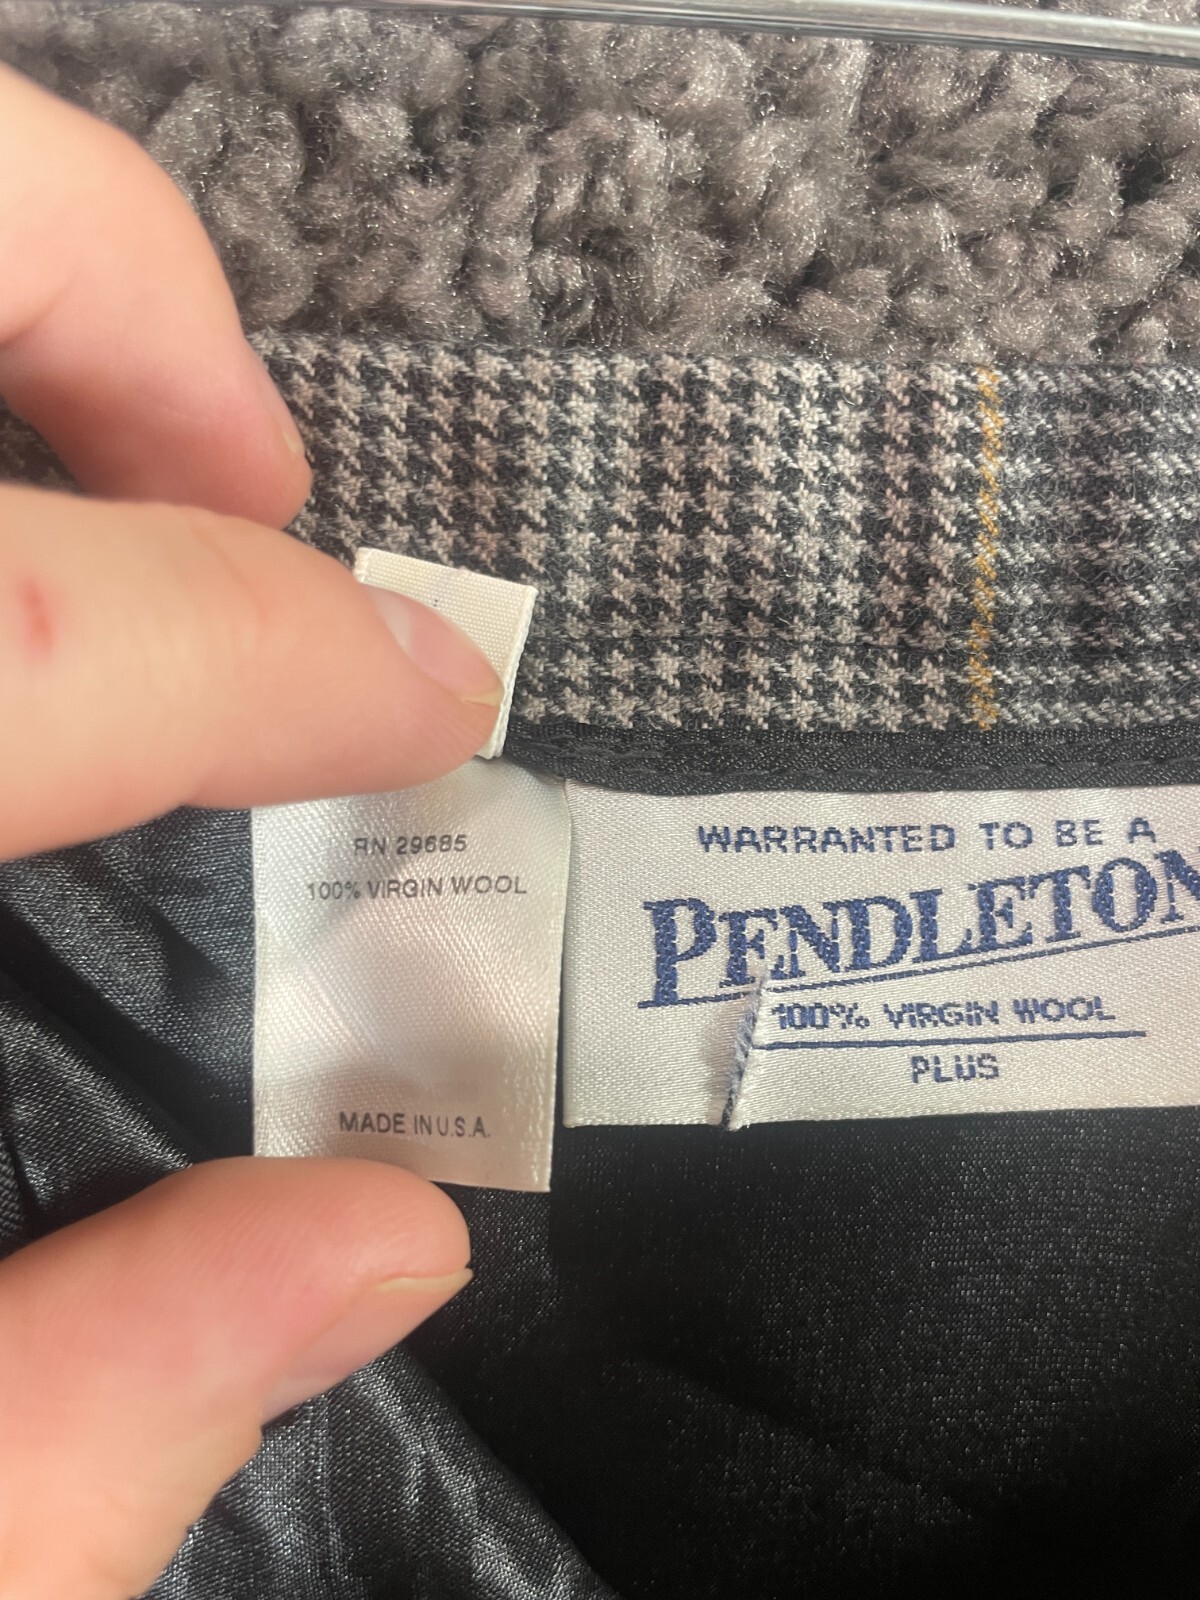 RN 29685
100% VIRGIN WOOL
MADE IN U.S.A.
WARRANTED TO BE A
PENDLETON
100% VIRGIN WOOL
PLUS